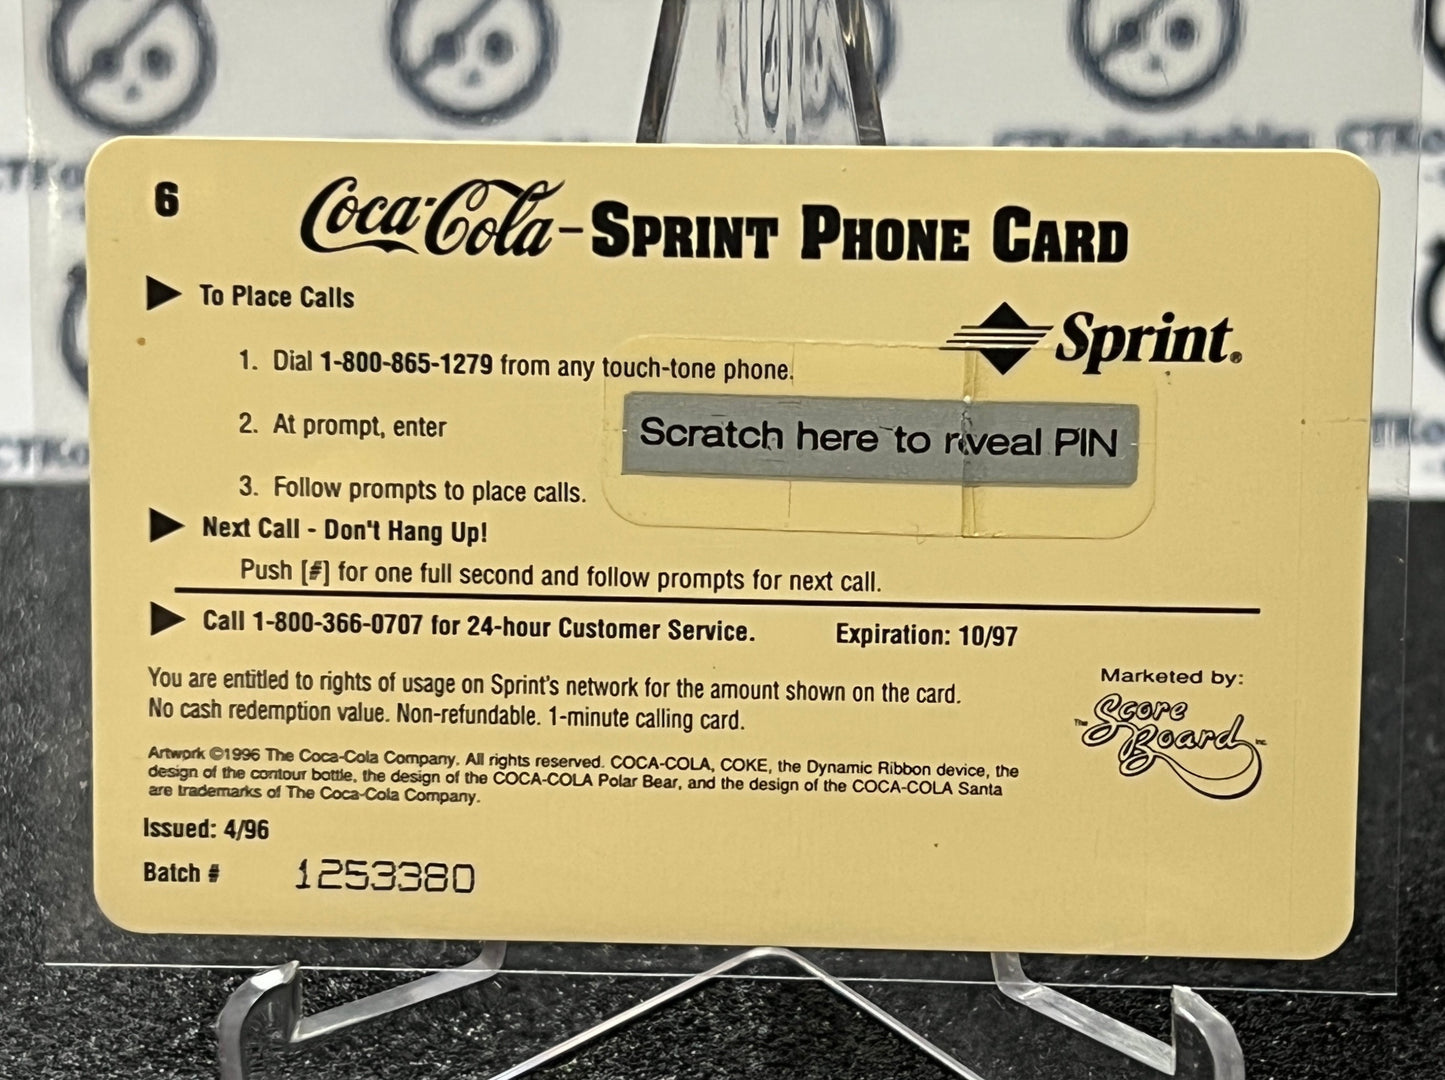 6
Coca-Cola-SPRINT PHONE CARD
To Place Calls
Sprint®
1. Dial 1-800-865-1279 from any touch-tone phone.
2. At prompt, enter
Scratch here to reveal PIN
3. Follow prompts to place calls.
Next Call - Don't Hang Up!
Push [#] for one full second and follow prompts for next call.
Call 1-800-366-0707 for 24-hour Customer Service. Expiration: 10/97
You are entitled to rights of usage on Sprint's network for the amount shown on the card.
No cash redemption value. Non-refundable. 1-minute calling card.
Marketed by:
The Score Board Inc.
Artwork ©1996 The Coca-Cola Company. All rights reserved. COCA-COLA, COKE, the Dynamic Ribbon device, the
design of the contour bottle, the design of the COCA-COLA Polar Bear, and the design of the COCA-COLA Santa
are trademarks of The Coca-Cola Company.
Issued: 4/96
Batch # 1253380